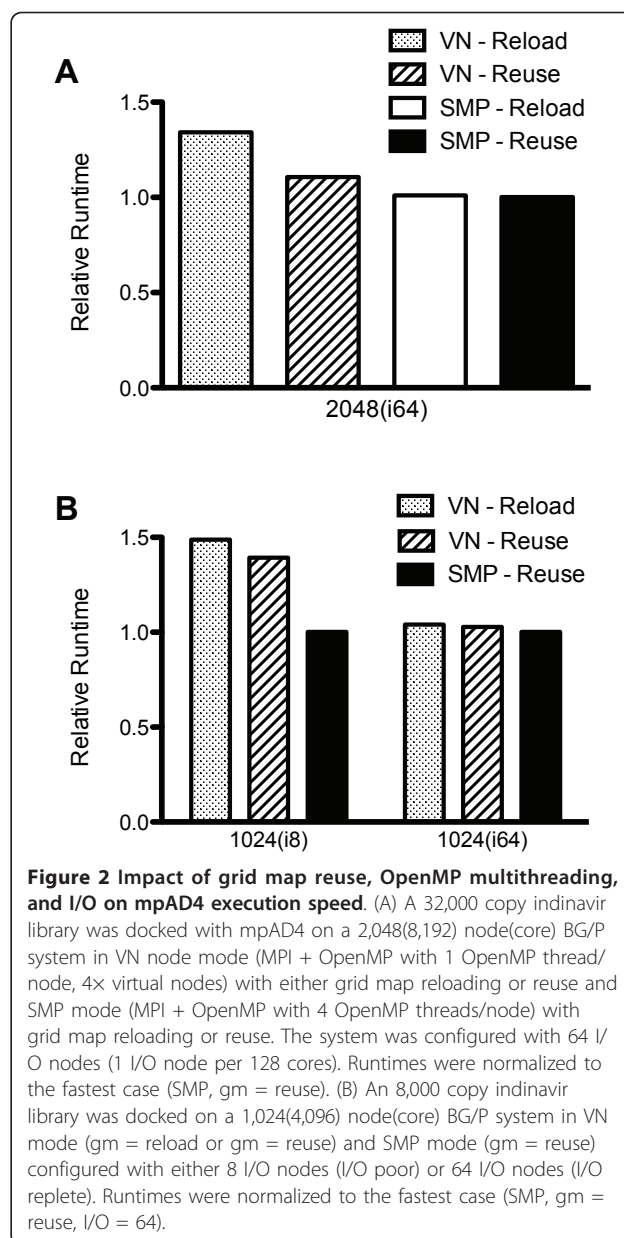 A
VN - Reload
VN - Reuse
SMP - Reload
SMP - Reuse
1.5
1.0
0.5
0.0
Relative Runtime
2048(i64)
B
VN - Reload
VN - Reuse
SMP - Reuse
1.5
1.0
0.5
0.0
Relative Runtime
1024(i8)
1024(i64)
Figure 2 Impact of grid map reuse, OpenMP multithreading,
and I/O on mpAD4 execution speed. (A) A 32,000 copy indinavir
library was docked with mpAD4 on a 2,048(8,192) node(core) BG/P
system in VN node mode (MPI + OpenMP with 1 OpenMP thread/
node, 4× virtual nodes) with either grid map reloading or reuse and
SMP mode (MPI + OpenMP with 4 OpenMP threads/node) with
grid map reloading or reuse. The system was configured with 64 I/
O nodes (1 I/O node per 128 cores). Runtimes were normalized to
the fastest case (SMP, gm = reuse). (B) An 8,000 copy indinavir
library was docked on a 1,024(4,096) node(core) BG/P system in VN
mode (gm = reload or gm = reuse) and SMP mode (gm = reuse)
configured with either 8 I/O nodes (I/O poor) or 64 I/O nodes (I/O
replete). Runtimes were normalized to the fastest case (SMP, gm =
reuse, I/O = 64).